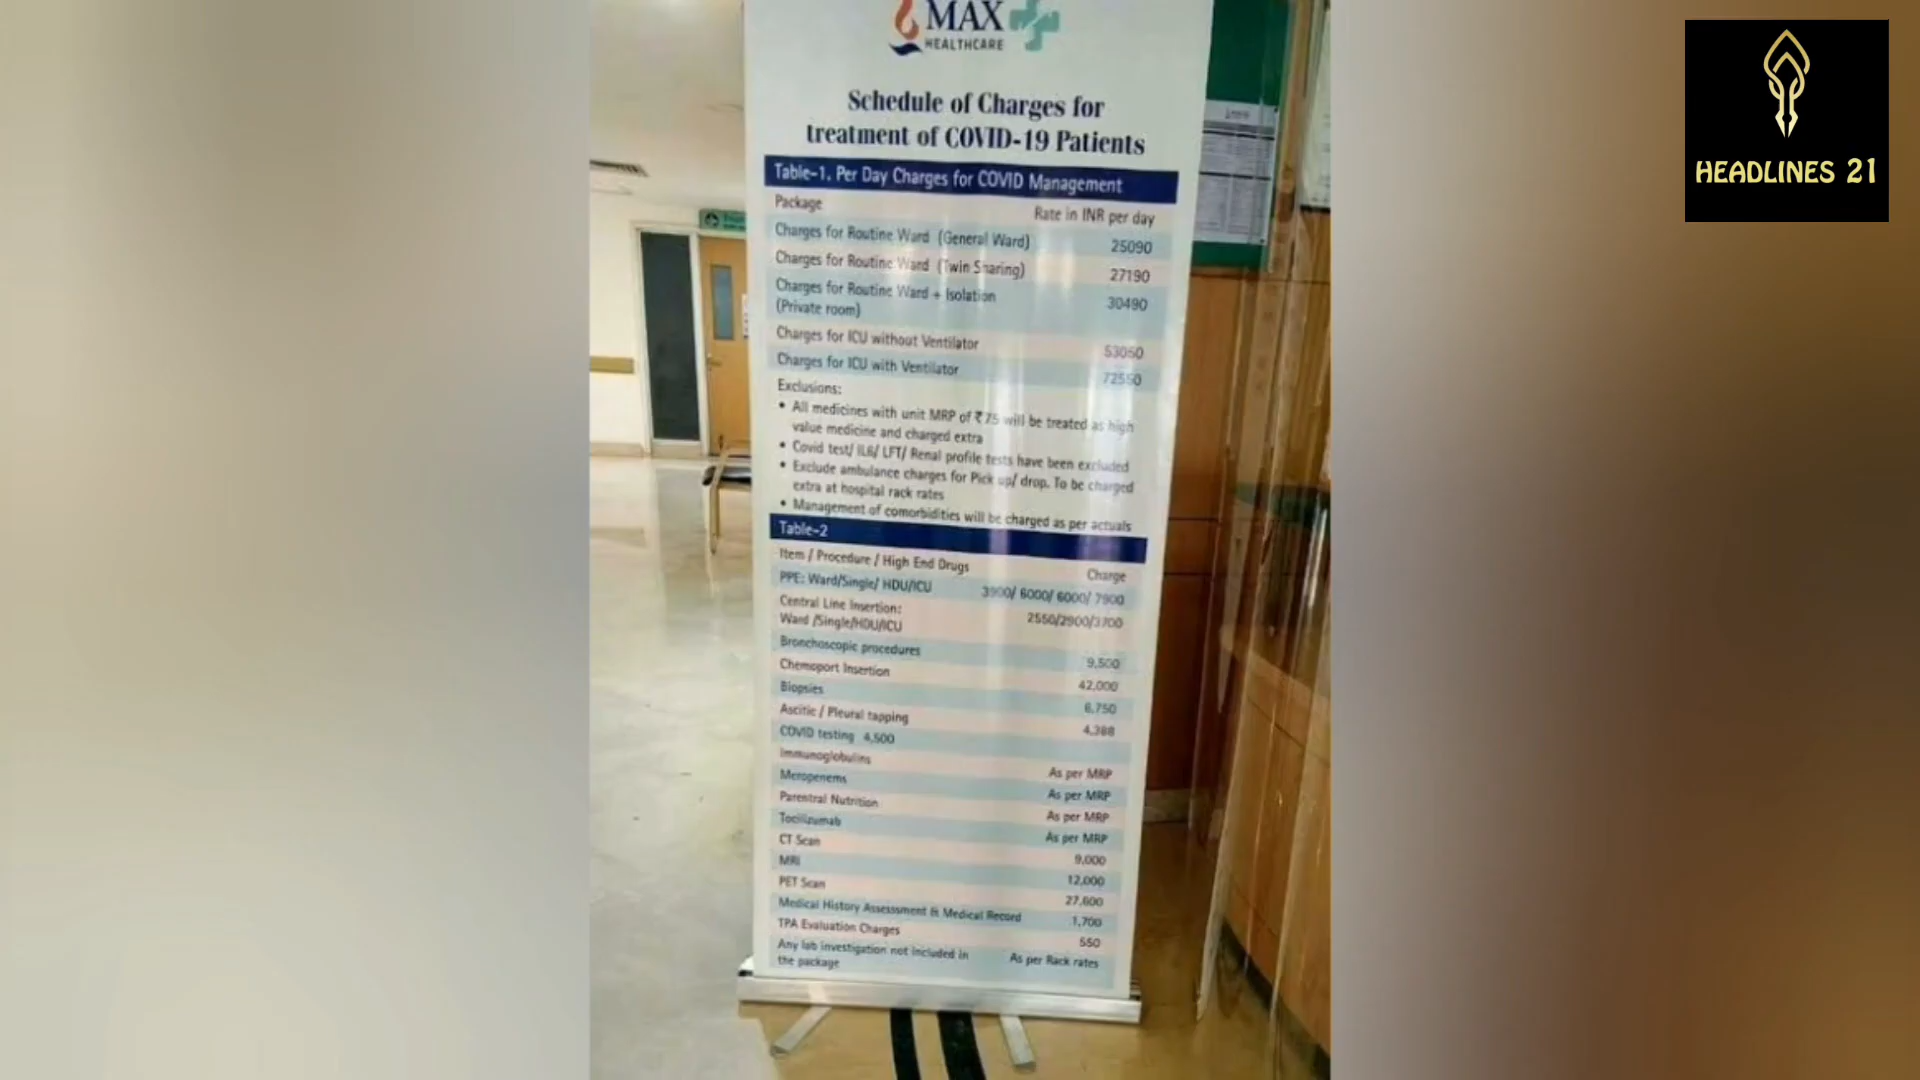 MAX
HEALTHCARE
Schedule of Charges for
treatment of COVID-19 Patients
Table-1. Per Day Charges for COVID Management
Package Rate in INR per day
Charges for Routine Ward (General Ward) 25090
Charges for Routine Ward (Twin Sharing) 27190
Charges for Routine Ward + Isolation
(Private room) 30490
Charges for ICU without Ventilator 53050
Charges for ICU with Ventilator 72550
Exclusions:
• All medicines with unit MRP of ₹75 will be treated as high
value medicine and charged extra
• Covid test/ IL6/ LFT/ Renal profile tests have been excluded
• Exclude ambulance charges for Pick up/ drop. To be charged
extra at hospital rack rates
• Management of comorbidities will be charged as per actuals
Table-2
Item / Procedure / High End Drugs Charge
PPE: Ward/Single/ HDU/ICU 3900/ 6000/ 6000/ 7900
Central Line Insertion:
Ward /Single/HDU/ICU 2550/2900/3700
Bronchoscopic procedures 9,500
Chemoport Insertion 42,000
Biopsies 6,750
Ascitic / Pleural tapping 4,388
COVID testing 4,500
Immunoglobulins As per MRP
Meropenems As per MRP
Parentral Nutrition As per MRP
Tocilizumab As per MRP
CT Scan 9,000
MRI 12,000
PET Scan 27,600
Medical History Assesssment & Medical Record 1,700
TPA Evaluation Charges 550
Any lab investigation not included in
the package As per Rack rates
HEADLINES 21